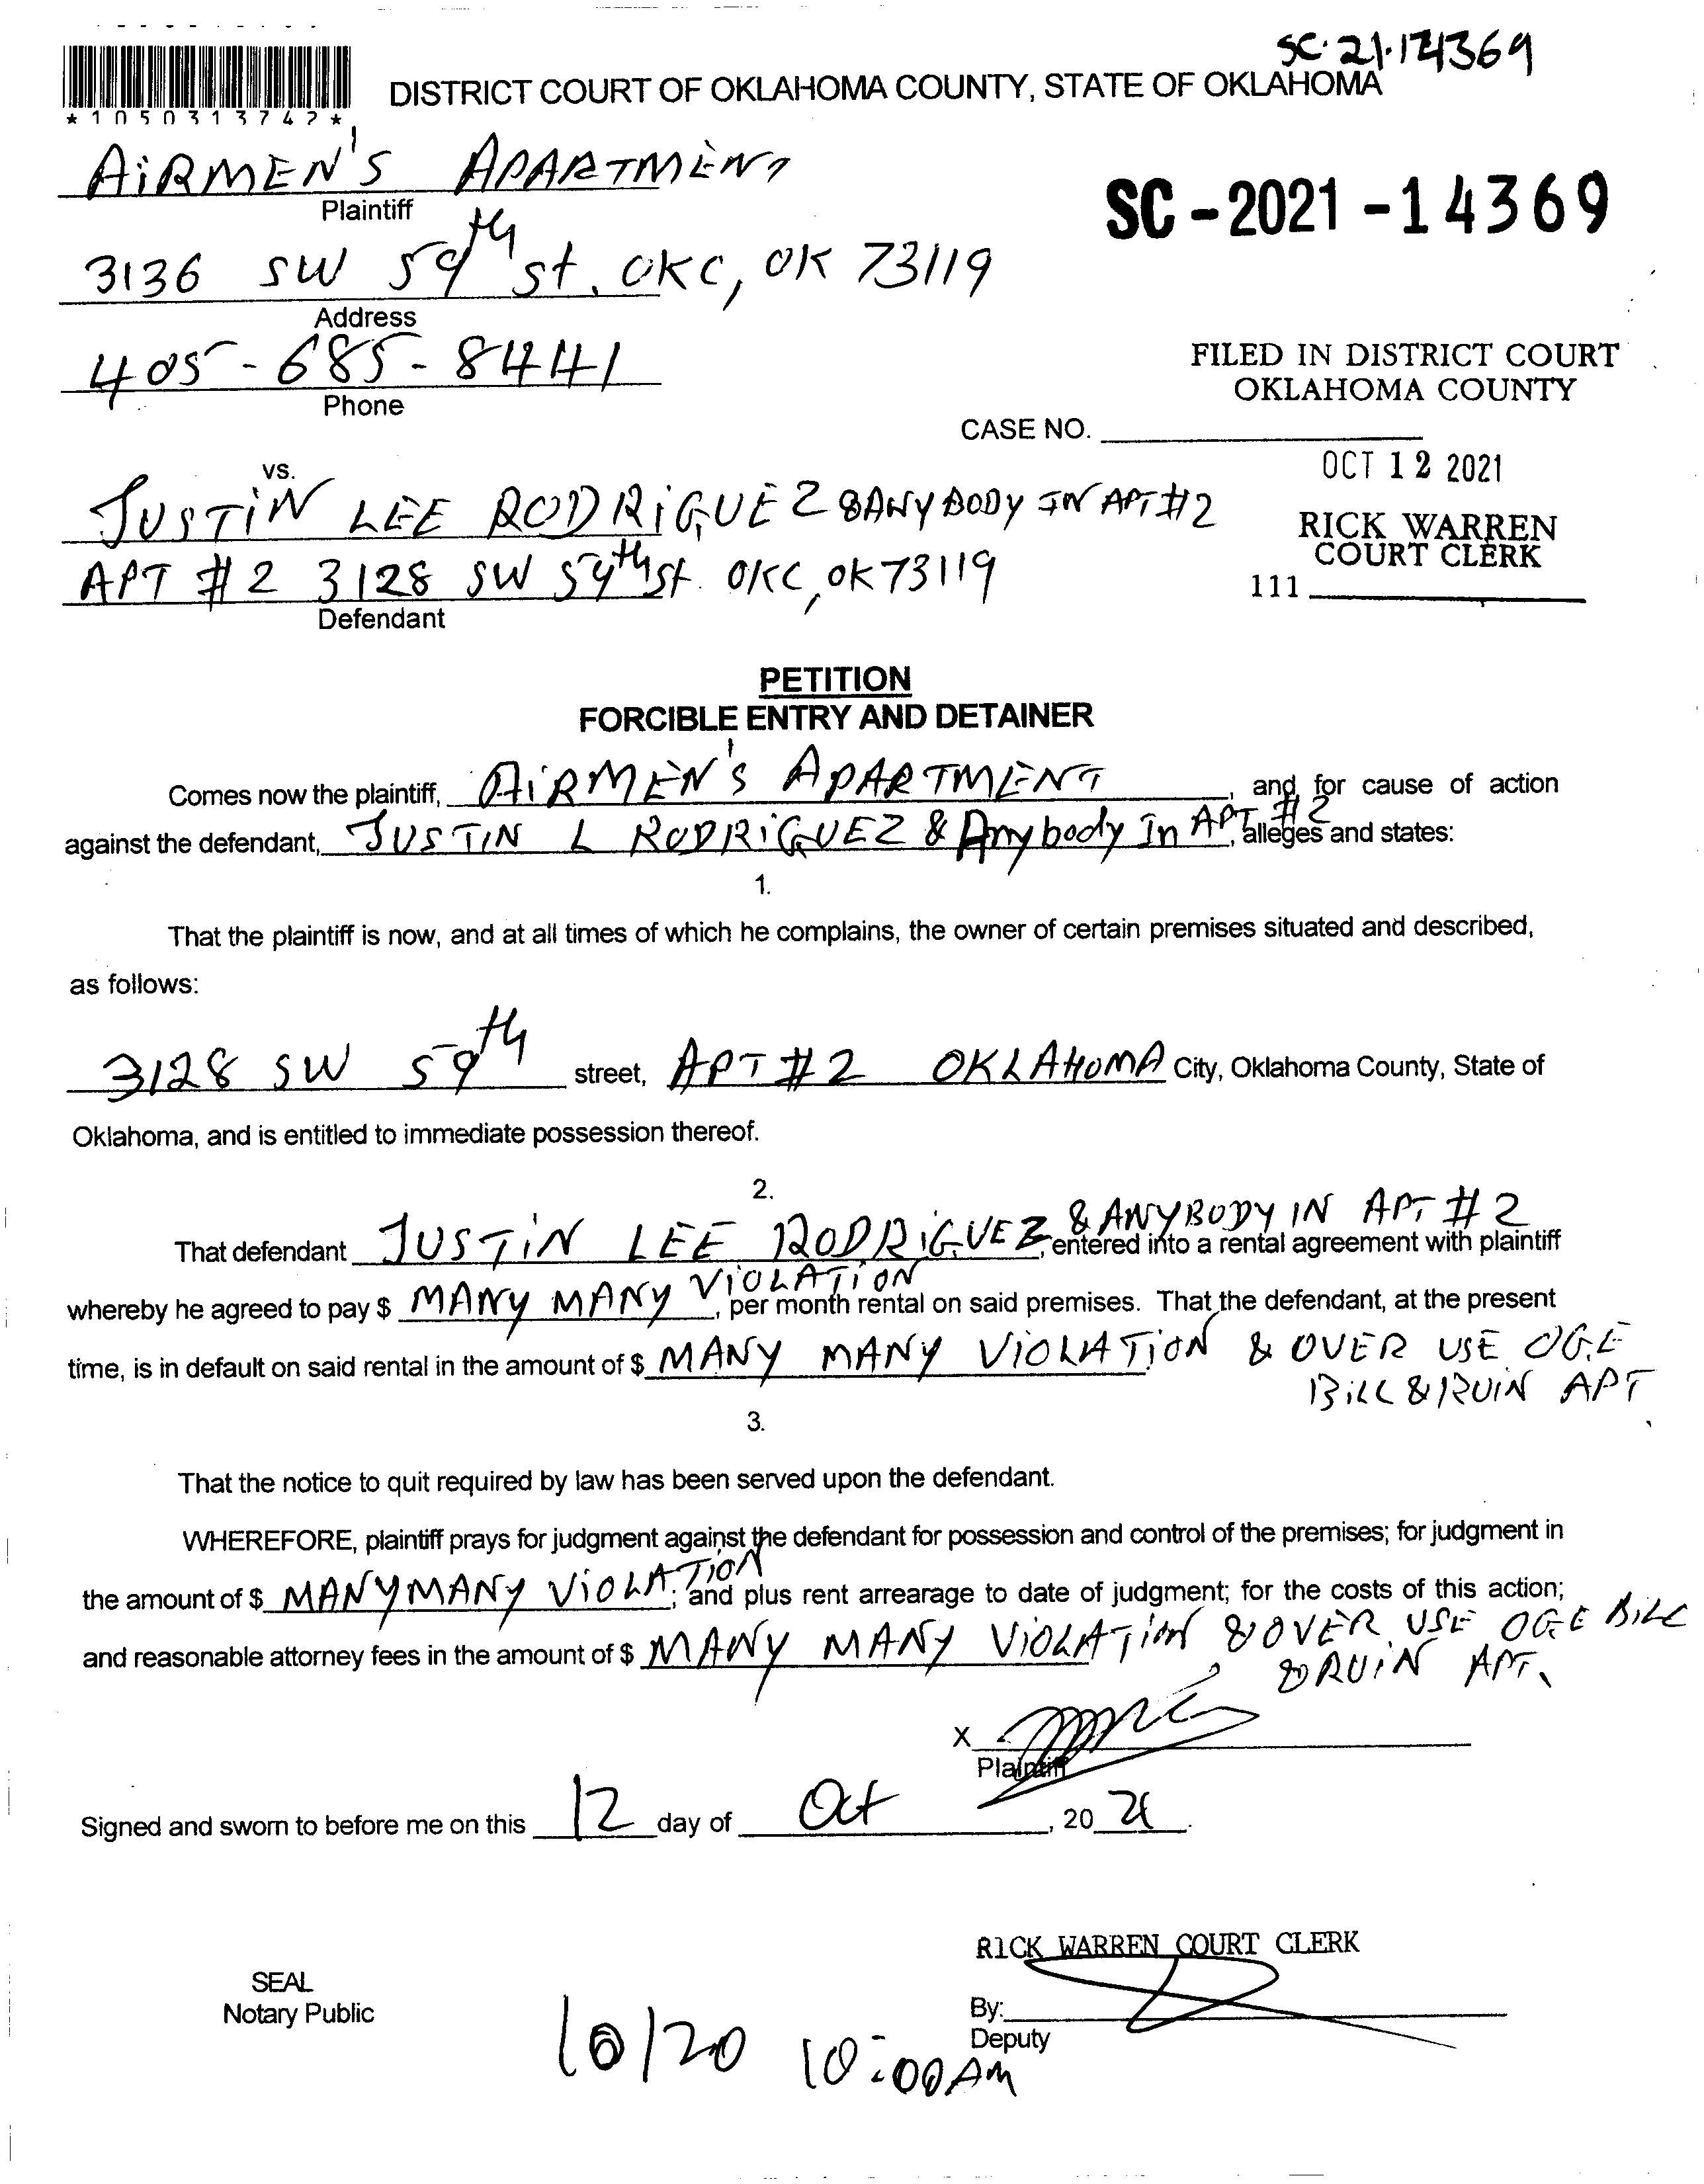 SC-21-14369
*1050313742*
DISTRICT COURT OF OKLAHOMA COUNTY, STATE OF OKLAHOMA
AiRMEN'S APARTMENT
Plaintiff
SC-2021-14369
3136 SW 59th st. OKC, OK 73119
Address
405-685-8441
Phone
FILED IN DISTRICT COURT
OKLAHOMA COUNTY
CASE NO.
OCT 12 2021
vs.
JUSTiN LEE RODRiGUEZ & ANYBODY IN APT #2
RICK WARREN
COURT CLERK
APT #2 3128 SW 59th st. OKC, OK 73119
111
Defendant
PETITION
FORCIBLE ENTRY AND DETAINER
Comes now the plaintiff, AiRMEN'S APARTMENT, and for cause of action
against the defendant, JUSTIN L RODRiGUEZ & Anybody In APT #2, alleges and states:
1.
That the plaintiff is now, and at all times of which he complains, the owner of certain premises situated and described,
as follows:
3128 SW 59th street, APT #2 OKLAHOMA City, Oklahoma County, State of
Oklahoma, and is entitled to immediate possession thereof.
2.
That defendant JUSTiN LEE RODRiGUEZ & ANYBODY IN APT #2, entered into a rental agreement with plaintiff
whereby he agreed to pay $ MANY MANY ViOLATiON, per month rental on said premises. That the defendant, at the present
time, is in default on said rental in the amount of $ MANY MANY ViOLATiON & OVER USE OG&E
BiLL & RUiN APT.
3.
That the notice to quit required by law has been served upon the defendant.
WHEREFORE, plaintiff prays for judgment against the defendant for possession and control of the premises; for judgment in
the amount of $ MANY MANY ViOLATION; and plus rent arrearage to date of judgment; for the costs of this action;
and reasonable attorney fees in the amount of $ MANY MANY ViOLATiON & OVER USE OG&E BiLL
& RUiN APT.
X
Plaintiff
Signed and sworn to before me on this 12 day of Oct, 20 21.
RICK WARREN COURT CLERK
SEAL
Notary Public
By:
Deputy
10/20 10:00 AM